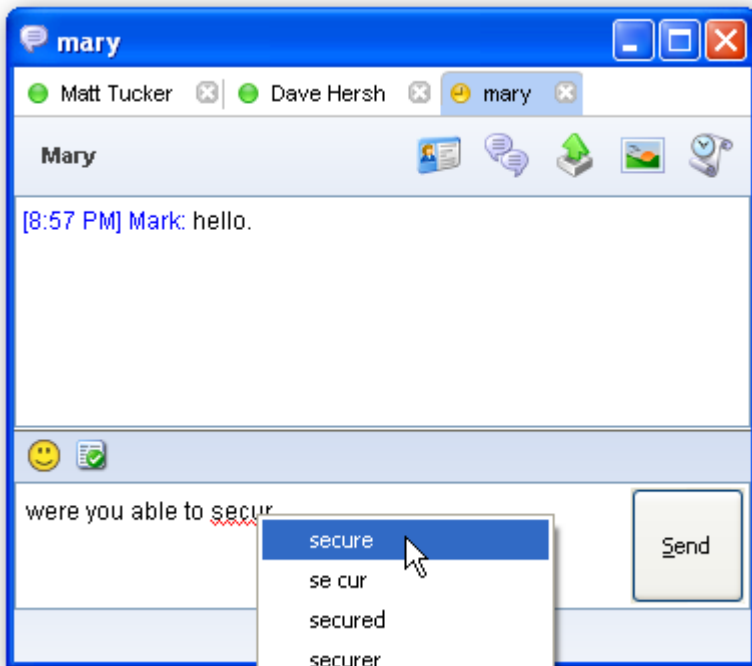 mary
Matt Tucker Dave Hersh mary
Mary
[8:57 PM] Mark: hello.
were you able to secur
Send
secure
se cur
secured
securer